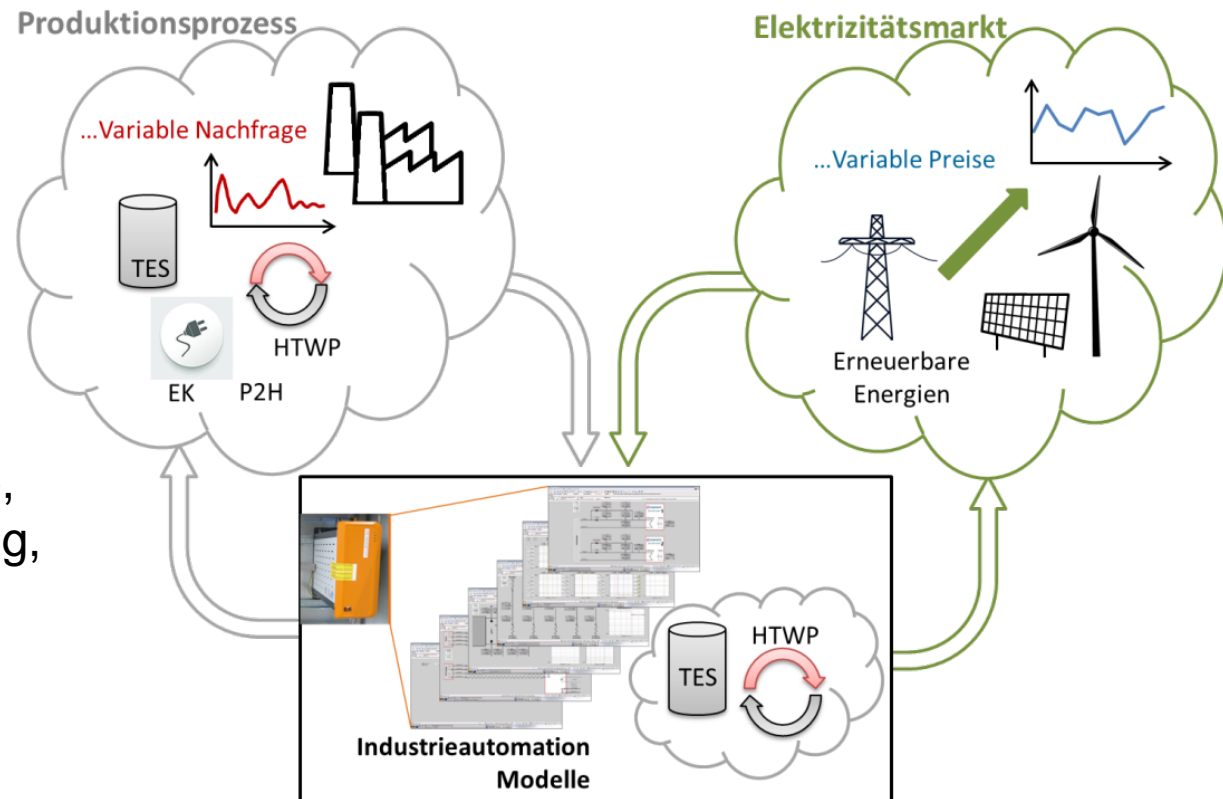 Produktionsprozess
...Variable Nachfrage
TES
HTWP
EK P2H
Elektrizitätsmarkt
...Variable Preise
Erneuerbare
Energien
,
g,
TES
HTWP
Industrieautomation
Modelle